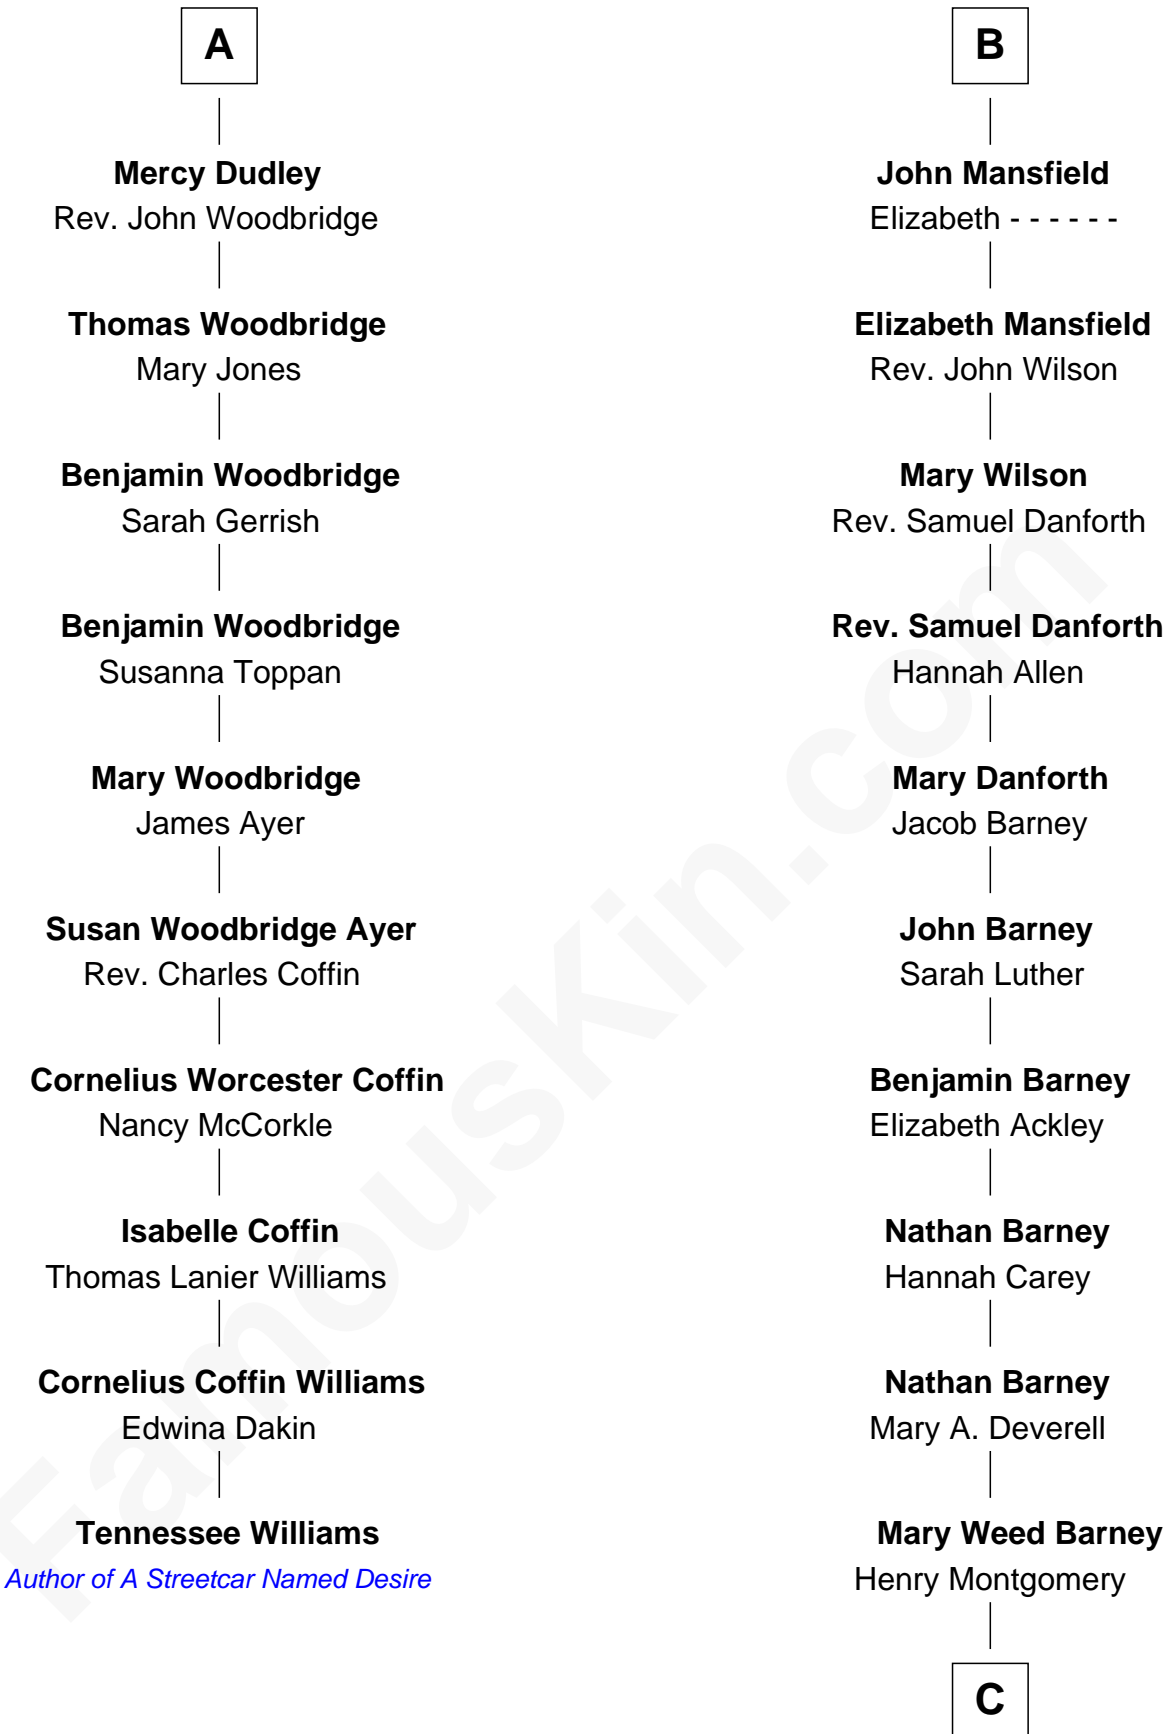 A
Mercy Dudley
Rev. John Woodbridge
Thomas Woodbridge
Mary Jones
Benjamin Woodbridge
Sarah Gerrish
Benjamin Woodbridge
Susanna Toppan
Mary Woodbridge
James Ayer
Susan Woodbridge Ayer
Rev. Charles Coffin
Cornelius Worcester Coffin
Nancy McCorkle
Isabelle Coffin
Thomas Lanier Williams
Cornelius Coffin Williams
Edwina Dakin
Tennessee Williams
Author of A Streetcar Named Desire
B
John Mansfield
Elizabeth - - - - - -
Elizabeth Mansfield
Rev. John Wilson
Mary Wilson
Rev. Samuel Danforth
Rev. Samuel Danforth
Hannah Allen
Mary Danforth
Jacob Barney
John Barney
Sarah Luther
Benjamin Barney
Elizabeth Ackley
Nathan Barney
Hannah Carey
Nathan Barney
Mary A. Deverell
Mary Weed Barney
Henry Montgomery
C
FamousKin.com